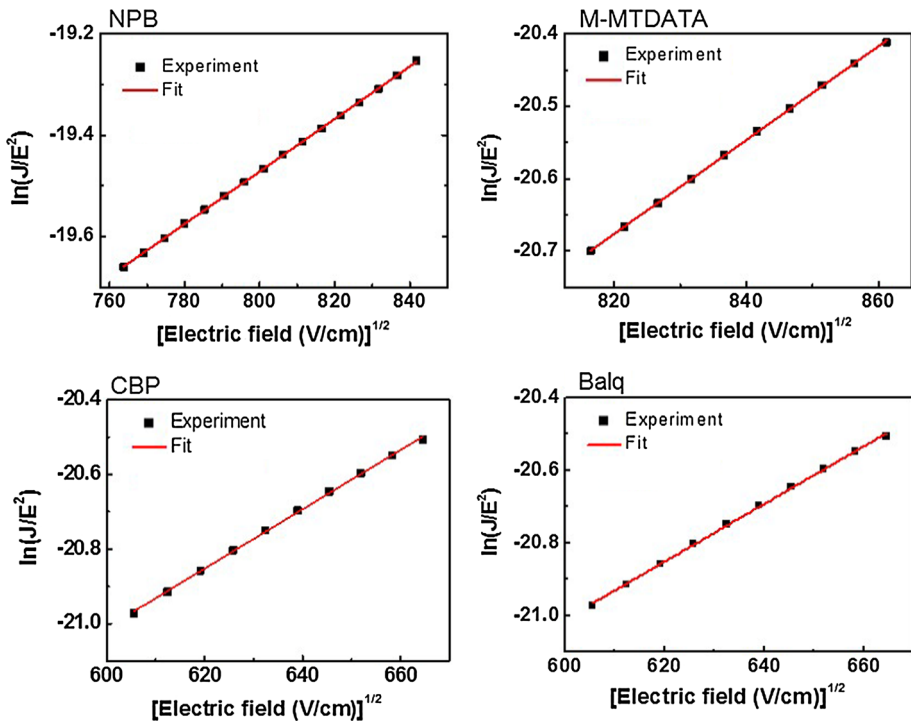 NPB
-19.2
-19.4
-19.6
ln(J/E²)
Experiment
Fit
760 780 800 820 840
[Electric field (V/cm)]^1/2
M-MTDATA
-20.4
-20.5
-20.6
-20.7
ln(J/E²)
Experiment
Fit
820 840 860
[Electric field (V/cm)]^1/2
CBP
-20.4
-20.6
-20.8
-21.0
ln(J/E²)
Experiment
Fit
600 620 640 660
[Electric field (V/cm)]^1/2
Balq
-20.4
-20.6
-20.8
-21.0
ln(J/E²)
Experiment
Fit
600 620 640 660
[Electric field (V/cm)]^1/2